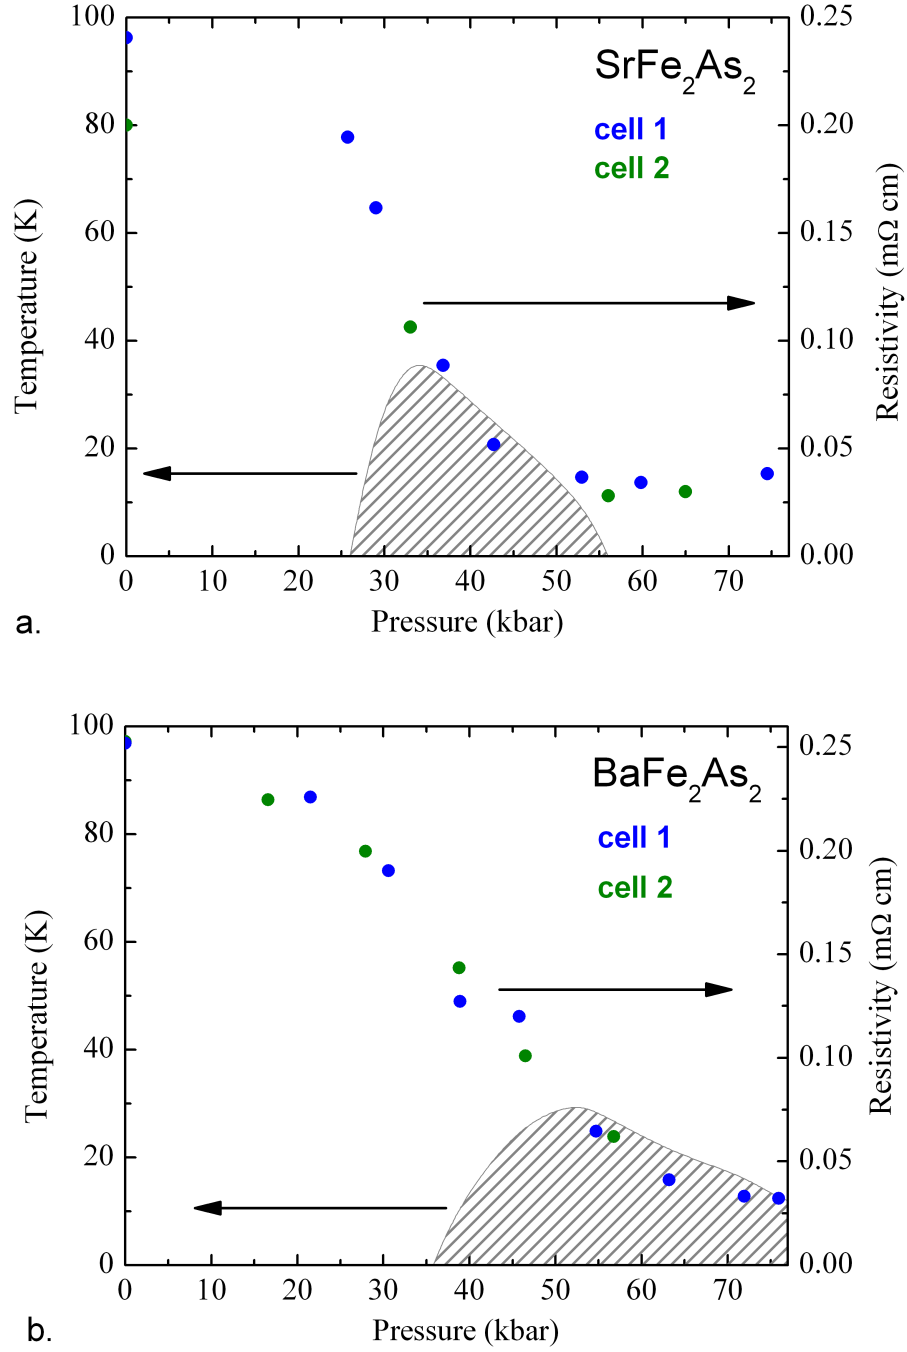 100
80
60
40
20
0
0.25
0.20
0.15
0.10
0.05
0.00
Temperature (K)
Resistivity (mΩ cm)
SrFe2As2
cell 1
cell 2
0 10 20 30 40 50 60 70
Pressure (kbar)
a.
100
80
60
40
20
0
0.25
0.20
0.15
0.10
0.05
0.00
Temperature (K)
Resistivity (mΩ cm)
BaFe2As2
cell 1
cell 2
0 10 20 30 40 50 60 70
Pressure (kbar)
b.